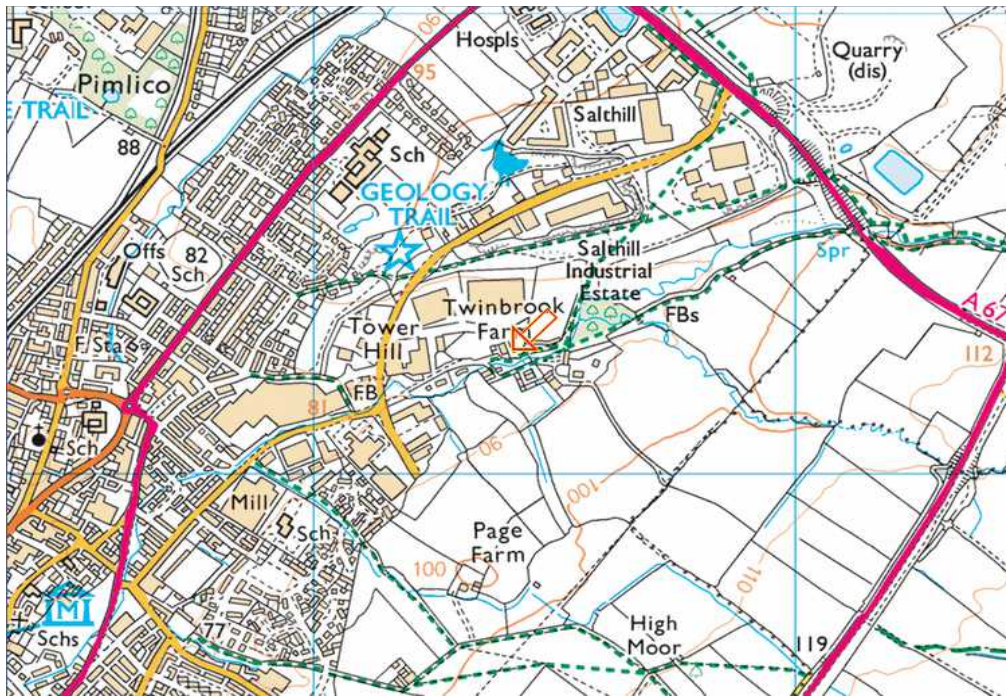 Pimlico
E TRAIL
88
90
95
Hospls
Salthill
Quarry
(dis)
Sch
GEOLOGY
TRAIL
Offs
82
Sch
Salthill
Industrial
Estate
Spr
FBs
A 67
112
Twinbrook
Farm
Tower
Hill
F Sta
FB
81
90
100
Sch
Mill
Sch
Page
Farm
100
110
M
Schs
77
High
Moor
119